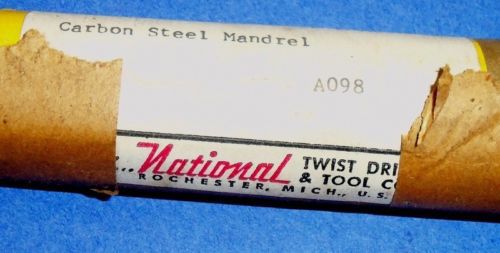 Carbon Steel Mandrel
A098
National TWIST DRI
& TOOL C
ROCHESTER, MICH., U.S.